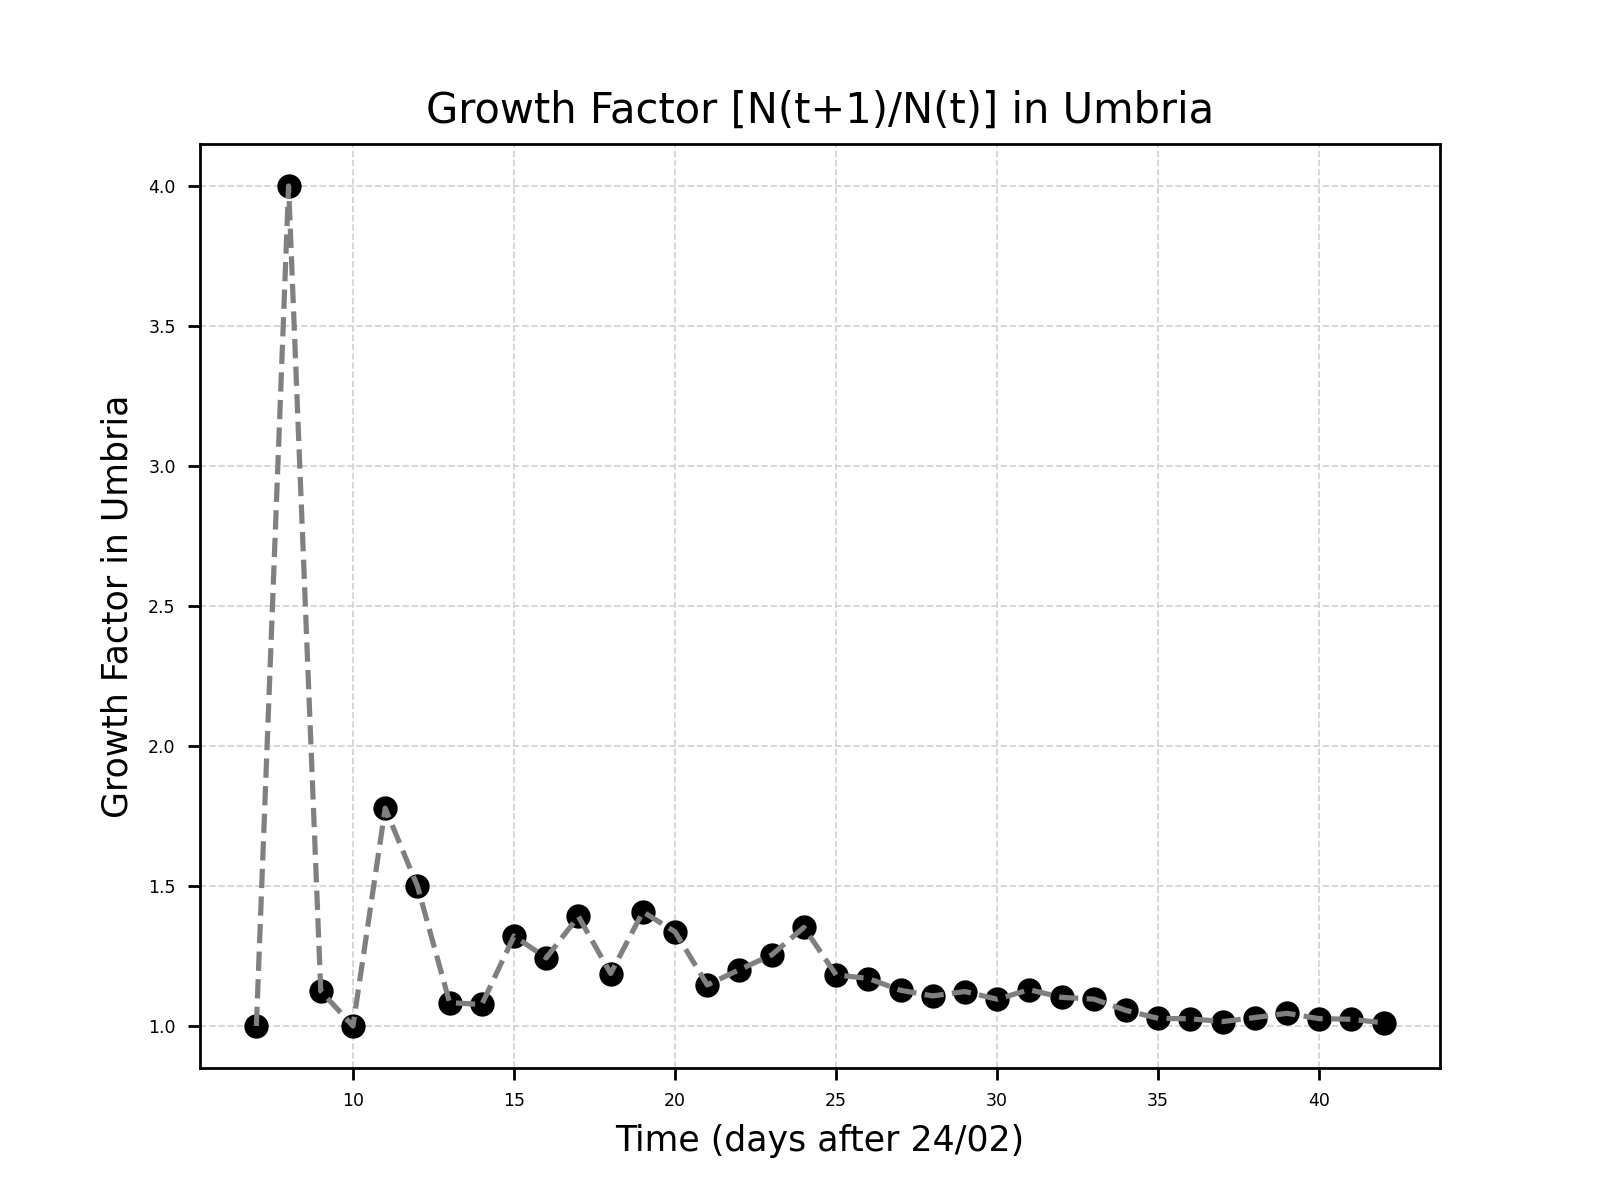 Growth Factor [N(t+1)/N(t)] in Umbria
Growth Factor in Umbria
4.0
3.5
3.0
2.5
2.0
1.5
1.0
10 15 20 25 30 35 40
Time (days after 24/02)